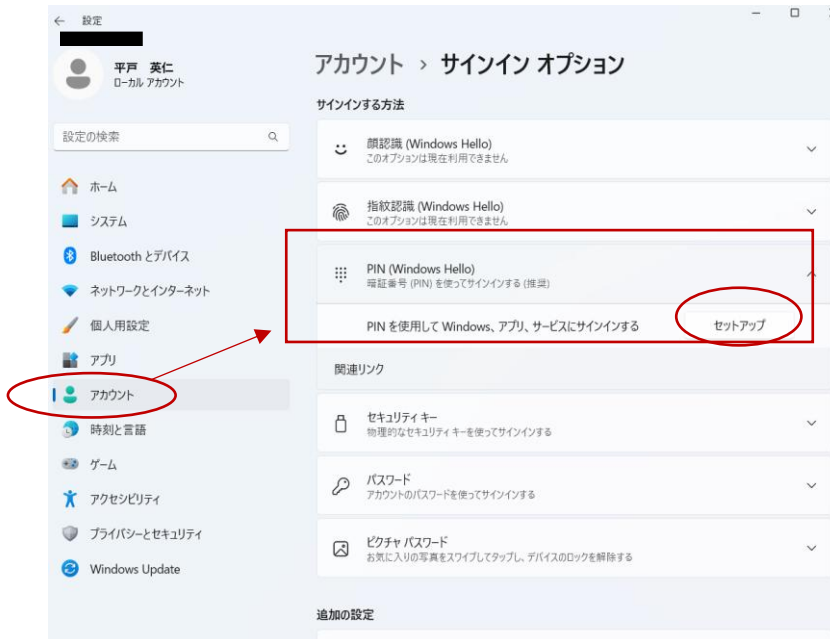 設定
平戸 英仁
ローカル アカウント
設定の検索
ホーム
システム
Bluetooth とデバイス
ネットワークとインターネット
個人用設定
アプリ
アカウント
時刻と言語
ゲーム
アクセシビリティ
プライバシーとセキュリティ
Windows Update
アカウント › サインイン オプション
サインインする方法
顔認識 (Windows Hello)
このオプションは現在利用できません
指紋認識 (Windows Hello)
このオプションは現在利用できません
PIN (Windows Hello)
暗証番号 (PIN) を使ってサインインする (推奨)
PIN を使用して Windows、アプリ、サービスにサインインする セットアップ
関連リンク
セキュリティ キー
物理的なセキュリティ キーを使ってサインインする
パスワード
アカウントのパスワードを使ってサインインする
ピクチャ パスワード
お気に入りの写真をスワイプしてタップし、デバイスのロックを解除する
追加の設定